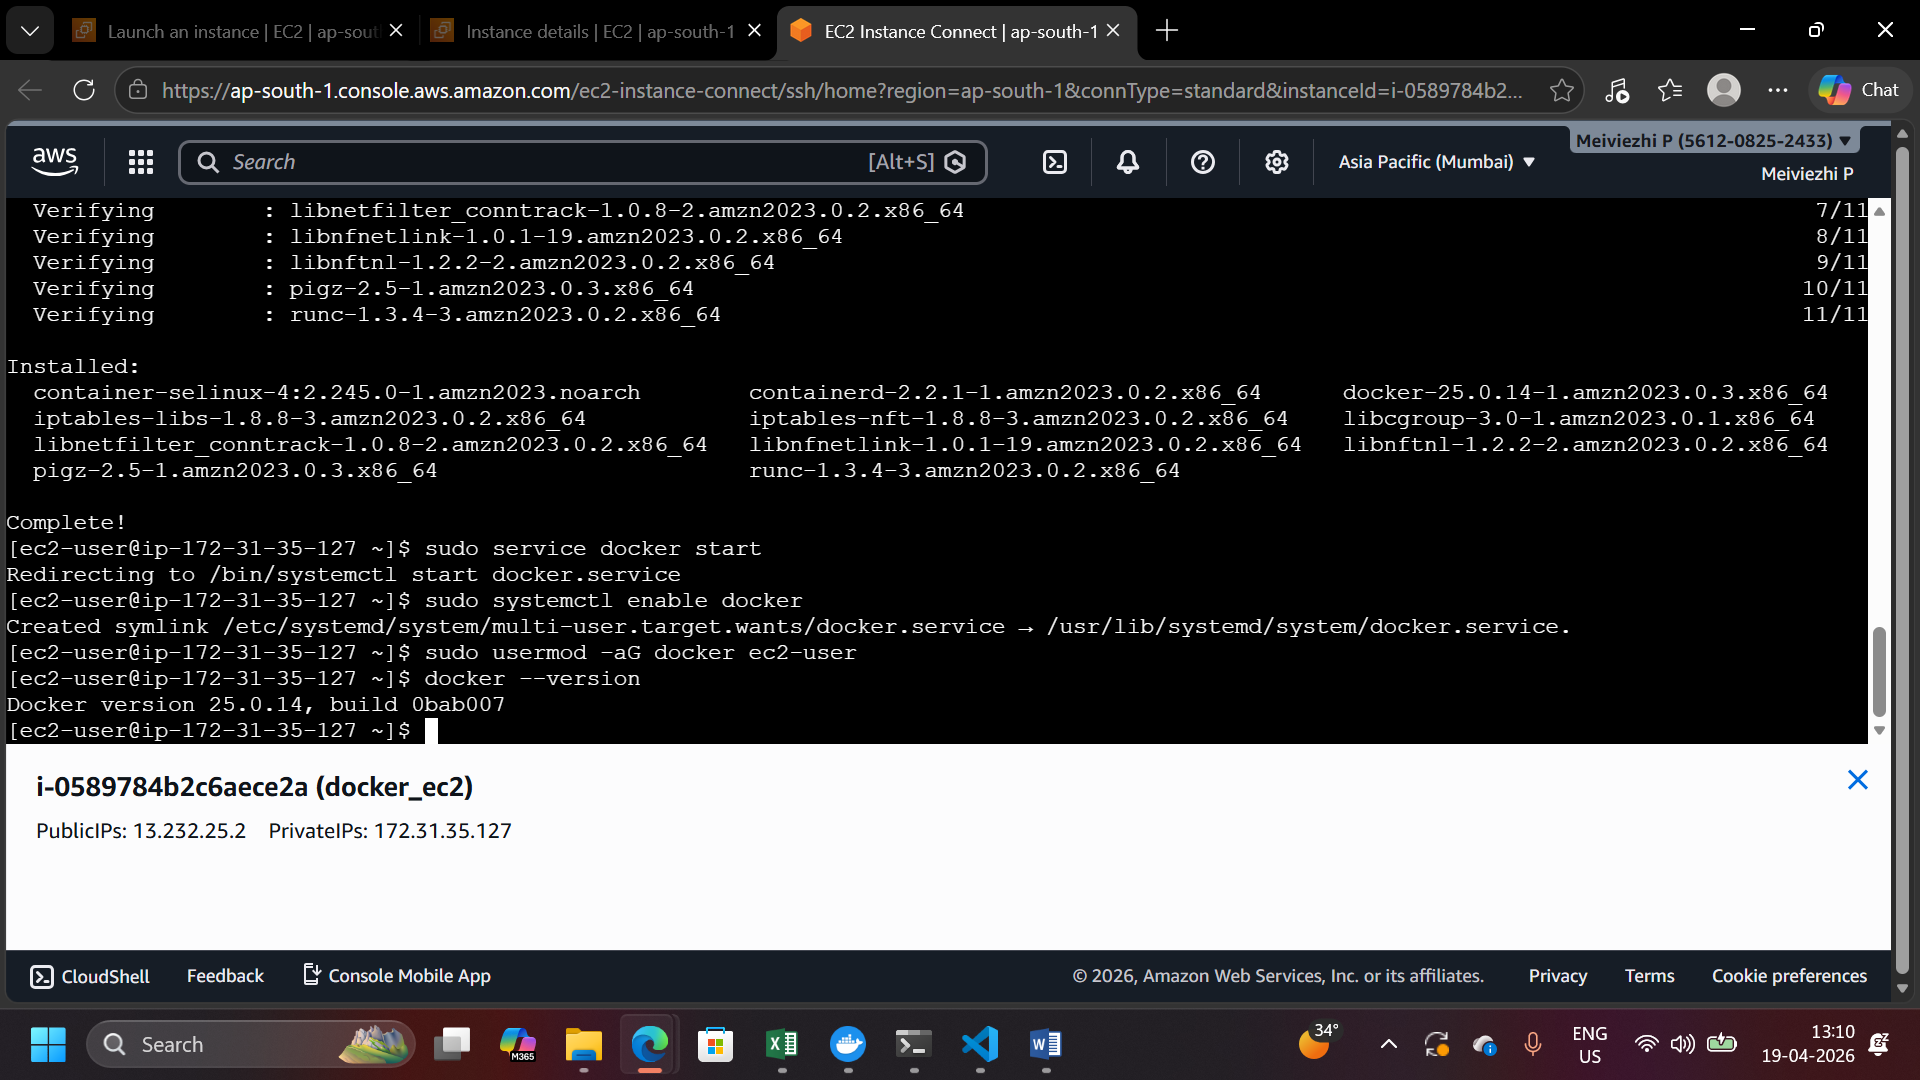 Launch an instance | EC2 | ap-sout
Instance details | EC2 | ap-south-1
EC2 Instance Connect | ap-south-1
https://ap-south-1.console.aws.amazon.com/ec2-instance-connect/ssh/home?region=ap-south-1&connType=standard&instanceId=i-0589784b2...
Chat
aws
Search [Alt+S]
Asia Pacific (Mumbai)
Meiviezhi P (5612-0825-2433)
Meiviezhi P
Verifying : libnetfilter_conntrack-1.0.8-2.amzn2023.0.2.x86_64 7/11
Verifying : libnfnetlink-1.0.1-19.amzn2023.0.2.x86_64 8/11
Verifying : libnftnl-1.2.2-2.amzn2023.0.2.x86_64 9/11
Verifying : pigz-2.5-1.amzn2023.0.3.x86_64 10/11
Verifying : runc-1.3.4-3.amzn2023.0.2.x86_64 11/11
Installed:
container-selinux-4:2.245.0-1.amzn2023.noarch containerd-2.2.1-1.amzn2023.0.2.x86_64 docker-25.0.14-1.amzn2023.0.3.x86_64
iptables-libs-1.8.8-3.amzn2023.0.2.x86_64 iptables-nft-1.8.8-3.amzn2023.0.2.x86_64 libcgroup-3.0-1.amzn2023.0.1.x86_64
libnetfilter_conntrack-1.0.8-2.amzn2023.0.2.x86_64 libnfnetlink-1.0.1-19.amzn2023.0.2.x86_64 libnftnl-1.2.2-2.amzn2023.0.2.x86_64
pigz-2.5-1.amzn2023.0.3.x86_64 runc-1.3.4-3.amzn2023.0.2.x86_64
Complete!
[ec2-user@ip-172-31-35-127 ~]$ sudo service docker start
Redirecting to /bin/systemctl start docker.service
[ec2-user@ip-172-31-35-127 ~]$ sudo systemctl enable docker
Created symlink /etc/systemd/system/multi-user.target.wants/docker.service → /usr/lib/systemd/system/docker.service.
[ec2-user@ip-172-31-35-127 ~]$ sudo usermod -aG docker ec2-user
[ec2-user@ip-172-31-35-127 ~]$ docker --version
Docker version 25.0.14, build 0bab007
[ec2-user@ip-172-31-35-127 ~]$
i-0589784b2c6aece2a (docker_ec2)
PublicIPs: 13.232.25.2 PrivateIPs: 172.31.35.127
CloudShell Feedback Console Mobile App © 2026, Amazon Web Services, Inc. or its affiliates. Privacy Terms Cookie preferences
Search
M365
34°
ENG
US
13:10
19-04-2026